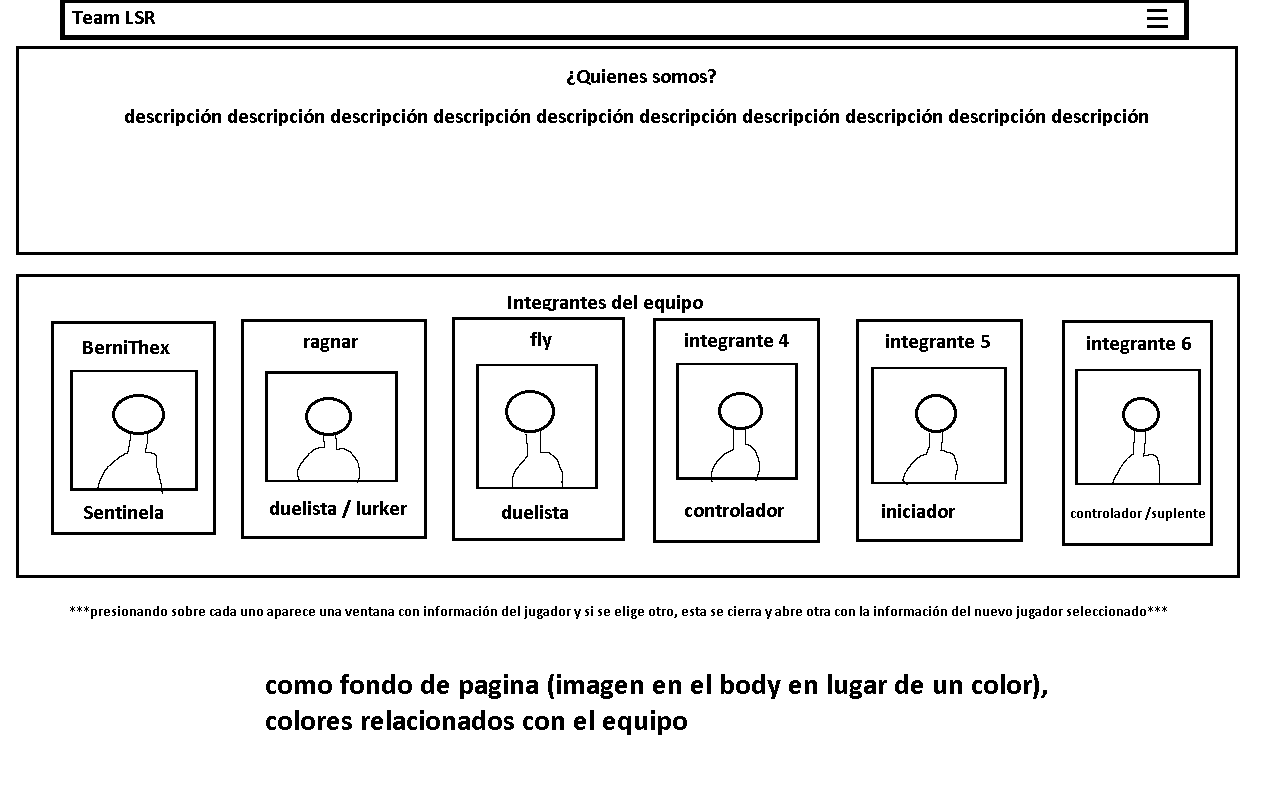 Team LSR
¿Quienes somos?
descripción descripción descripción descripción descripción descripción descripción descripción descripción descripción
Integrantes del equipo
BerniThex
ragnar
fly
integrante 4
integrante 5
integrante 6
Sentinela
duelista / lurker
duelista
controlador
iniciador
controlador /suplente
***presionando sobre cada uno aparece una ventana con información del jugador y si se elige otro, esta se cierra y abre otra con la información del nuevo jugador seleccionado***
como fondo de pagina (imagen en el body en lugar de un color),
colores relacionados con el equipo